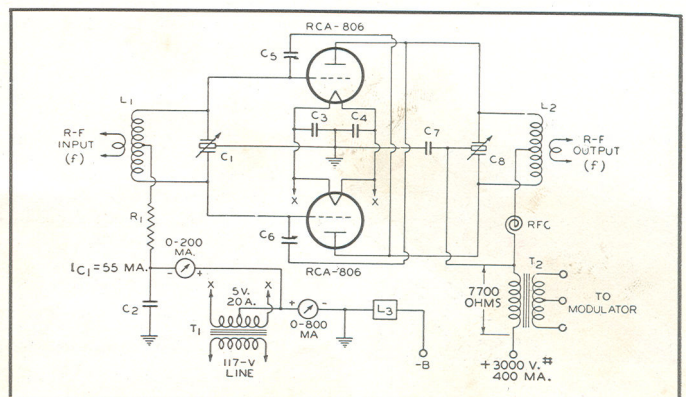 RCA-806
C5
L1
C3
C4
C7
L2
R-F
INPUT
(f)
C1
C8
R-F
OUTPUT
(f)
X
X
R1
C6
RFC
0-200
MA.
RCA-806
IC1=55 MA.
- +
T2
X
5V.
20A.
X
+ -
7700
OHMS
TO
MODULATOR
C2
T1
0-800
MA
L3
117-V
LINE
-B
+3000 V.#
400 MA.